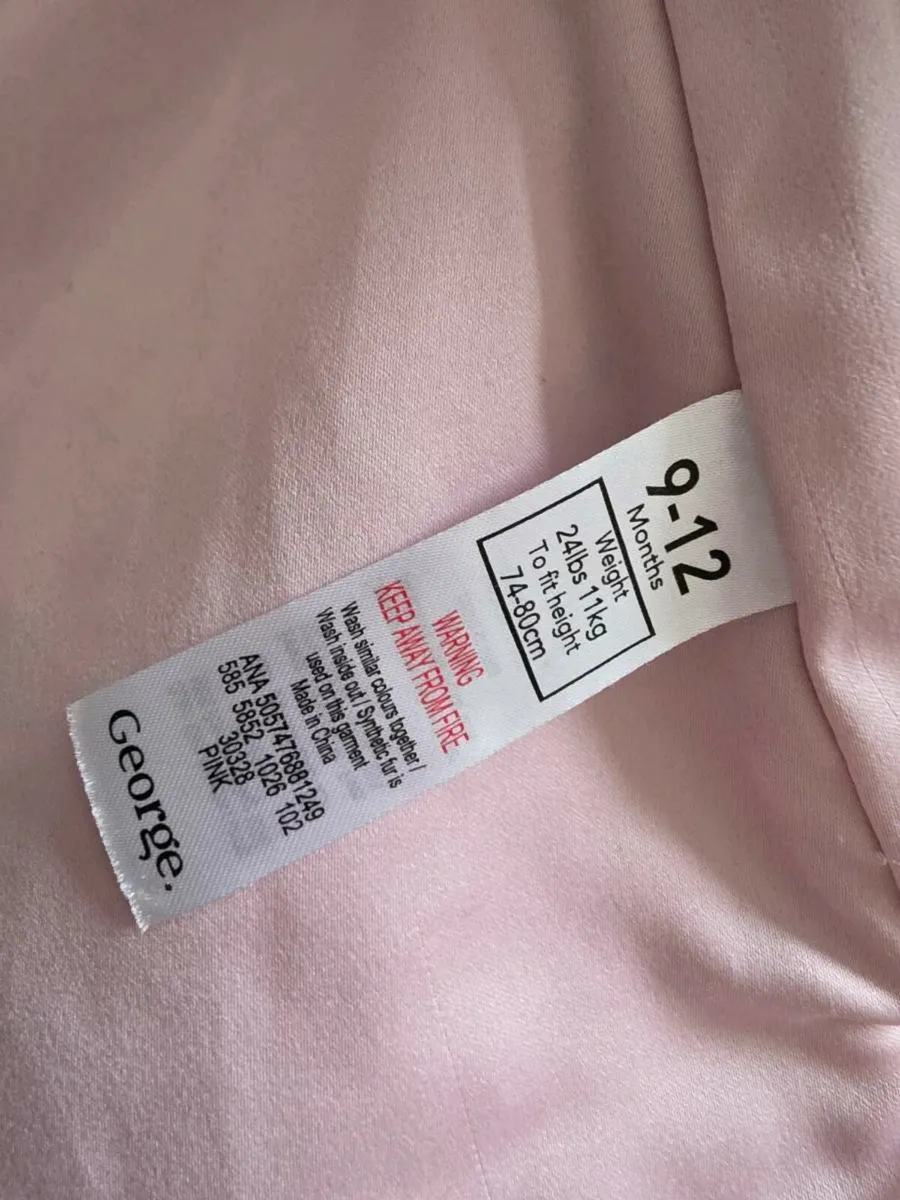 9-12
Months
Weight
24lbs 11kg
To fit height
74-80cm
WARNING
KEEP AWAY FROM FIRE
Wash similar colours together /
Wash inside out / Synthetic fur is
used on this garment
Made in China
ANA 5057476881249
585 5852 1026 102
30328
PINK
George.